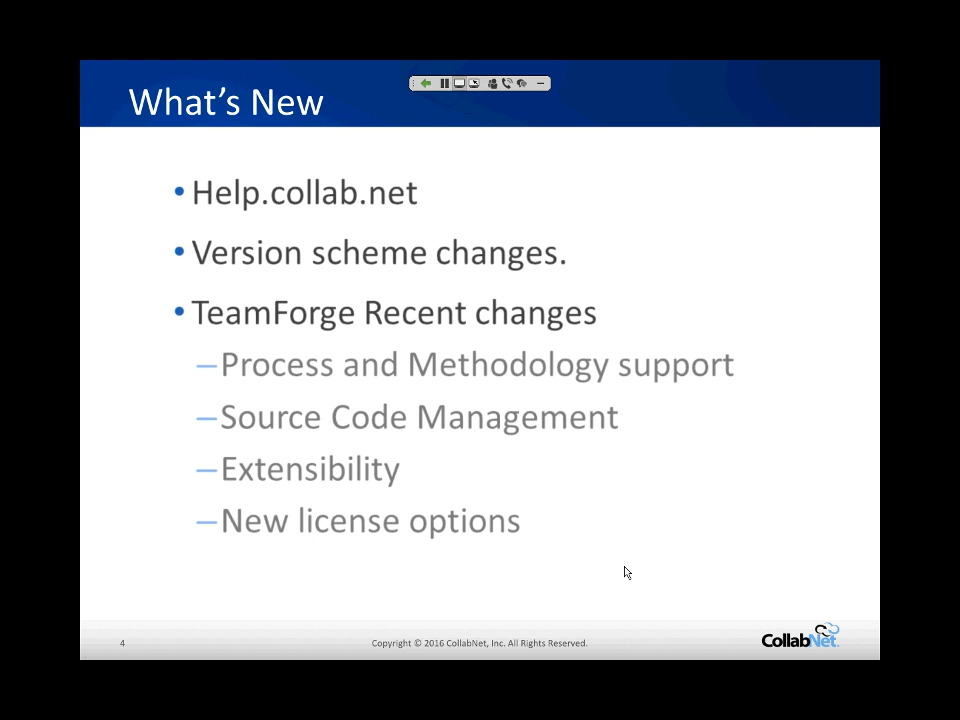 What's New
• Help.collab.net
• Version scheme changes.
• TeamForge Recent changes
–Process and Methodology support
–Source Code Management
–Extensibility
–New license options
4
Copyright © 2016 CollabNet, Inc. All Rights Reserved.
CollabNet